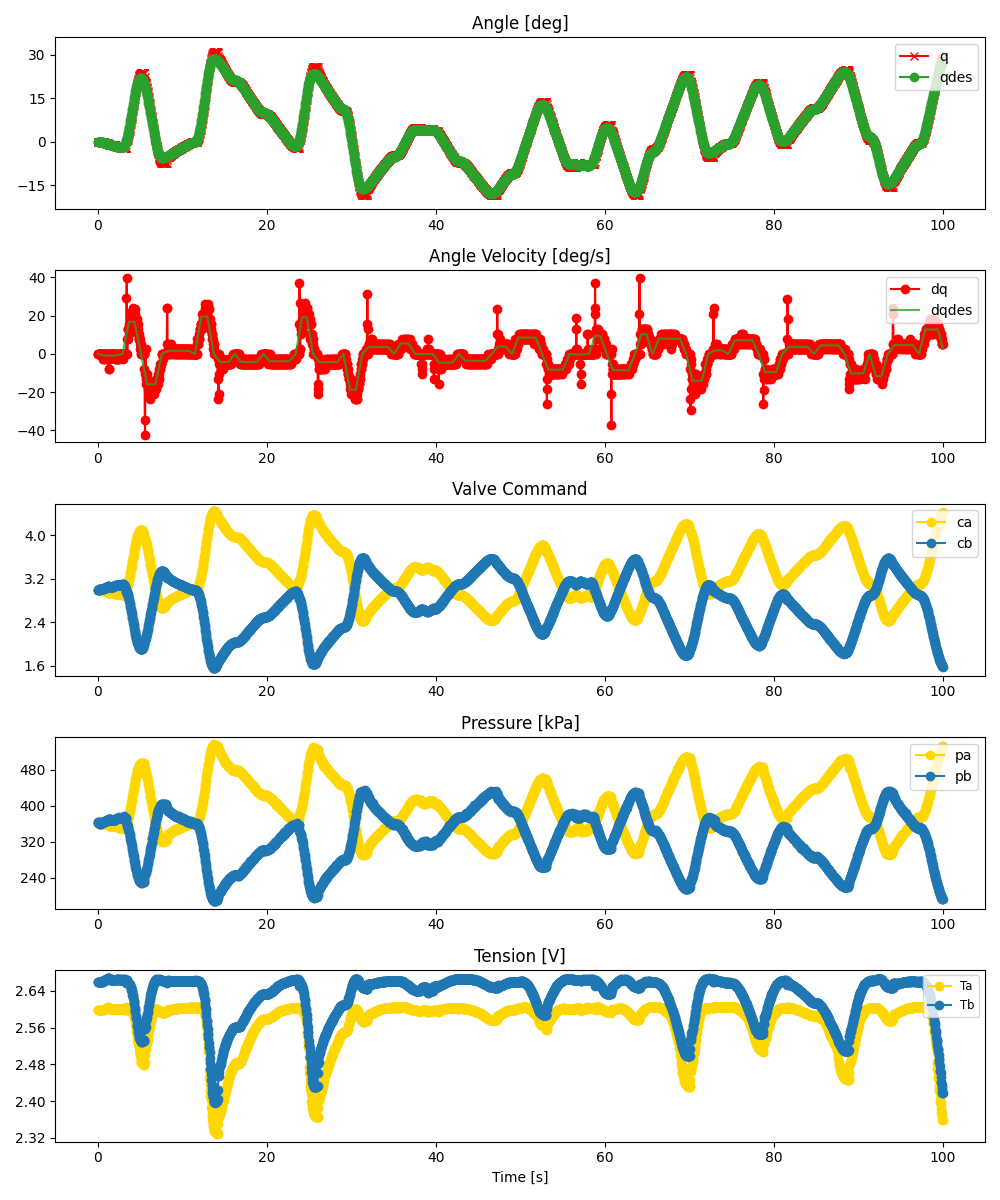 Angle [deg]
30
15
0
−15
q
qdes
0 20 40 60 80 100
Angle Velocity [deg/s]
40
20
0
−20
−40
dq
dqdes
0 20 40 60 80 100
Valve Command
4.0
3.2
2.4
1.6
ca
cb
0 20 40 60 80 100
Pressure [kPa]
480
400
320
240
pa
pb
0 20 40 60 80 100
Tension [V]
2.64
2.56
2.48
2.40
2.32
Ta
Tb
0 20 40 60 80 100
Time [s]